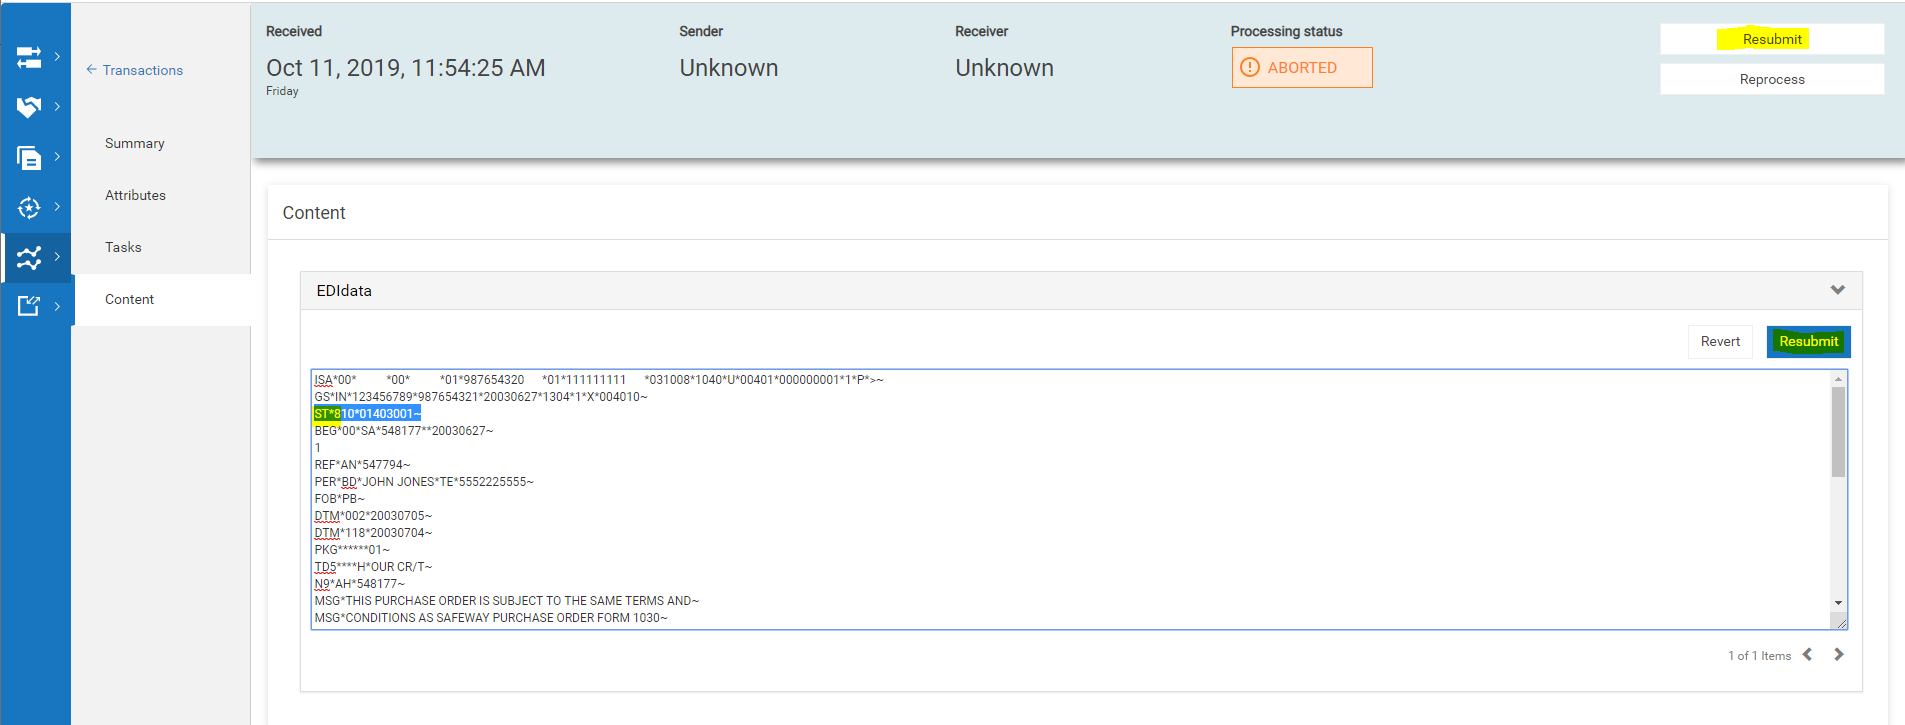 Received
Oct 11, 2019, 11:54:25 AM
Friday
Sender
Unknown
Receiver
Unknown
Processing status
ABORTED
Resubmit
Reprocess
Transactions
Summary
Attributes
Tasks
Content
Content
EDIdata
Revert
Resubmit
ISA*00*          *00*          *01*987654320      *01*111111111      *031008*1040*U*00401*000000001*1*P*>~
GS*IN*123456789*987654321*20030627*1304*1*X*004010~
ST*810*01403001~
BEG*00*SA*548177**20030627~
1
REF*AN*547794~
PER*BD*JOHN JONES*TE*5552225555~
FOB*PB~
DTM*002*20030705~
DTM*118*20030704~
PKG******01~
TD5****H*OUR CR/T~
N9*AH*548177~
MSG*THIS PURCHASE ORDER IS SUBJECT TO THE SAME TERMS AND~
MSG*CONDITIONS AS SAFEWAY PURCHASE ORDER FORM 1030~
1 of 1 Items